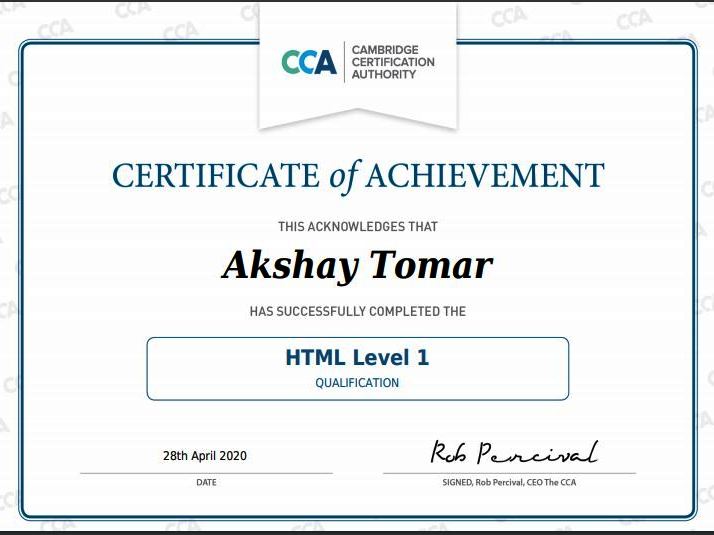 CCA
CAMBRIDGE
CERTIFICATION
AUTHORITY
CERTIFICATE of ACHIEVEMENT
THIS ACKNOWLEDGES THAT
Akshay Tomar
HAS SUCCESSFULLY COMPLETED THE
HTML Level 1
QUALIFICATION
28th April 2020
Rob Percival
DATE
SIGNED, Rob Percival, CEO The CCA